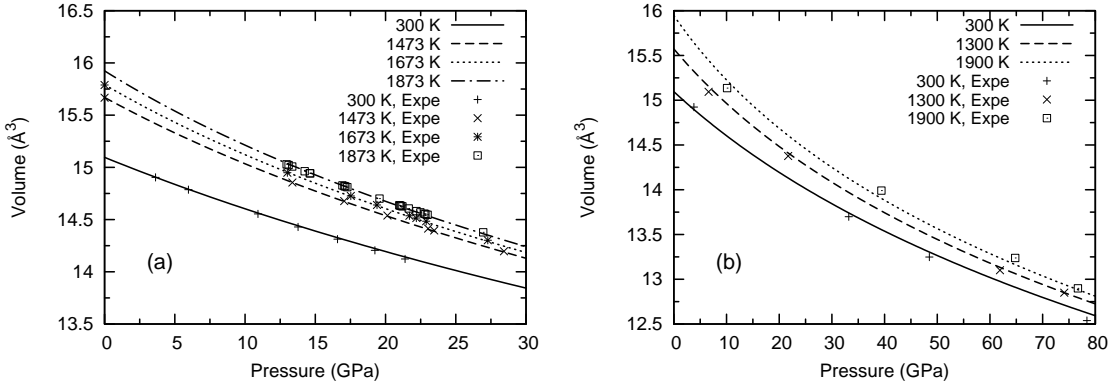 16.5
16
15.5
15
14.5
14
13.5
0 5 10 15 20 25 30
Volume (Å³)
Pressure (GPa)
(a)
300 K
1473 K
1673 K
1873 K
300 K, Expe
1473 K, Expe
1673 K, Expe
1873 K, Expe
16
15.5
15
14.5
14
13.5
13
12.5
0 10 20 30 40 50 60 70 80
Volume (Å³)
Pressure (GPa)
(b)
300 K
1300 K
1900 K
300 K, Expe
1300 K, Expe
1900 K, Expe